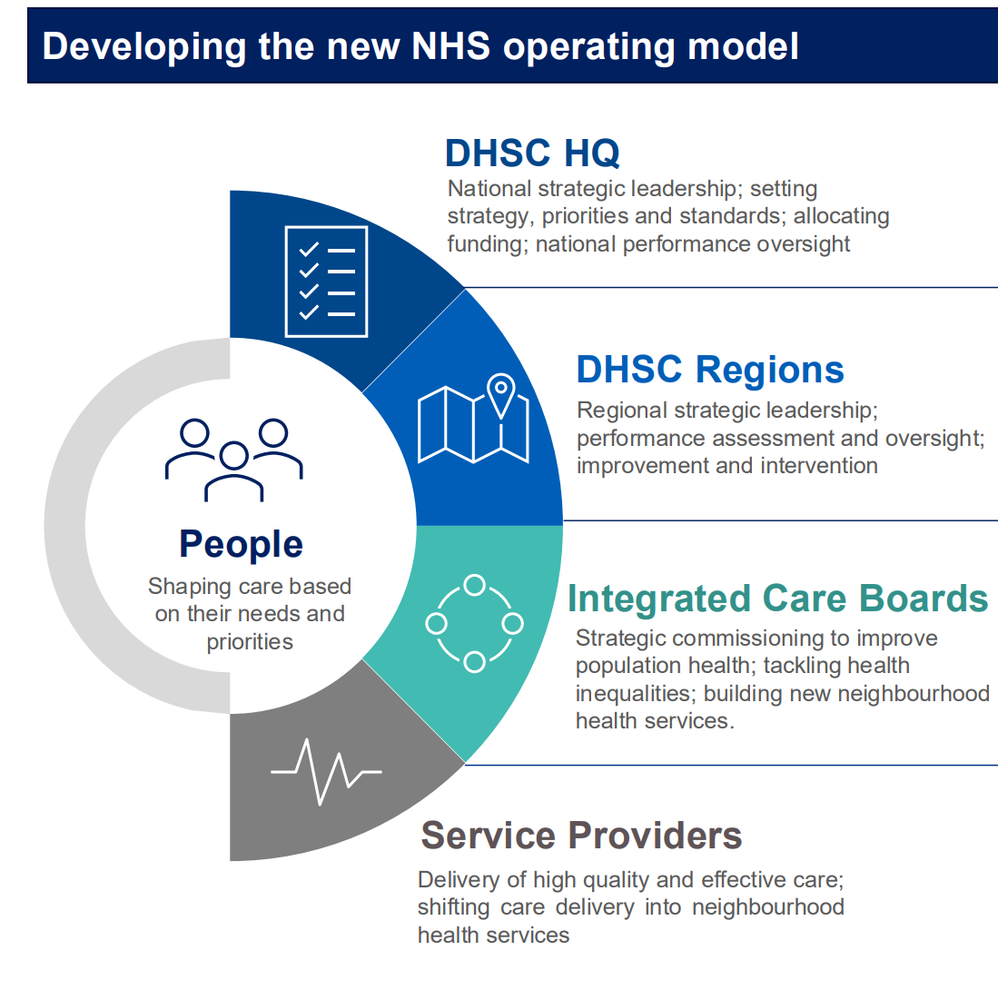 Developing the new NHS operating model
DHSC HQ
National strategic leadership; setting
strategy, priorities and standards; allocating
funding; national performance oversight
DHSC Regions
Regional strategic leadership;
performance assessment and oversight;
improvement and intervention
People
Shaping care based
on their needs and
priorities
Integrated Care Boards
Strategic commissioning to improve
population health; tackling health
inequalities; building new neighbourhood
health services.
Service Providers
Delivery of high quality and effective care;
shifting care delivery into neighbourhood
health services